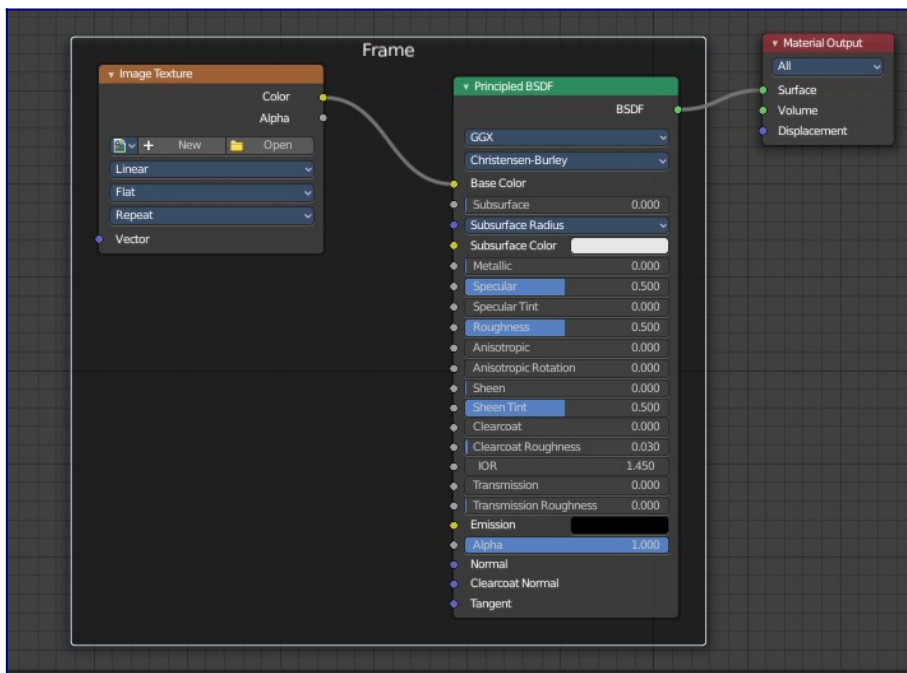 Frame
Image Texture
Color
Alpha
New
Open
Linear
Flat
Repeat
Vector
Principled BSDF
BSDF
GGX
Christensen-Burley
Base Color
Subsurface 0.000
Subsurface Radius
Subsurface Color
Metallic 0.000
Specular 0.500
Specular Tint 0.000
Roughness 0.500
Anisotropic 0.000
Anisotropic Rotation 0.000
Sheen 0.000
Sheen Tint 0.500
Clearcoat 0.000
Clearcoat Roughness 0.030
IOR 1.450
Transmission 0.000
Transmission Roughness 0.000
Emission
Alpha 1.000
Normal
Clearcoat Normal
Tangent
Material Output
All
Surface
Volume
Displacement